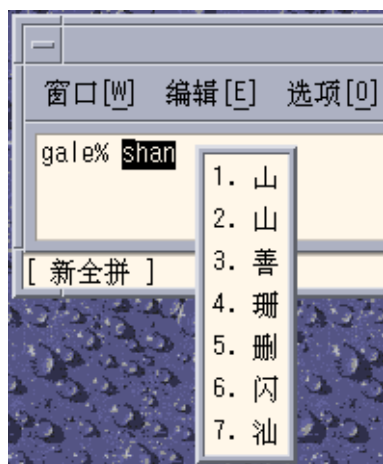 窗口[W] 编辑[E] 选项[O]
gale% shan
1. 山
2. 山
3. 善
4. 珊
5. 删
6. 闪
7. 汕
[ 新全拼 ]